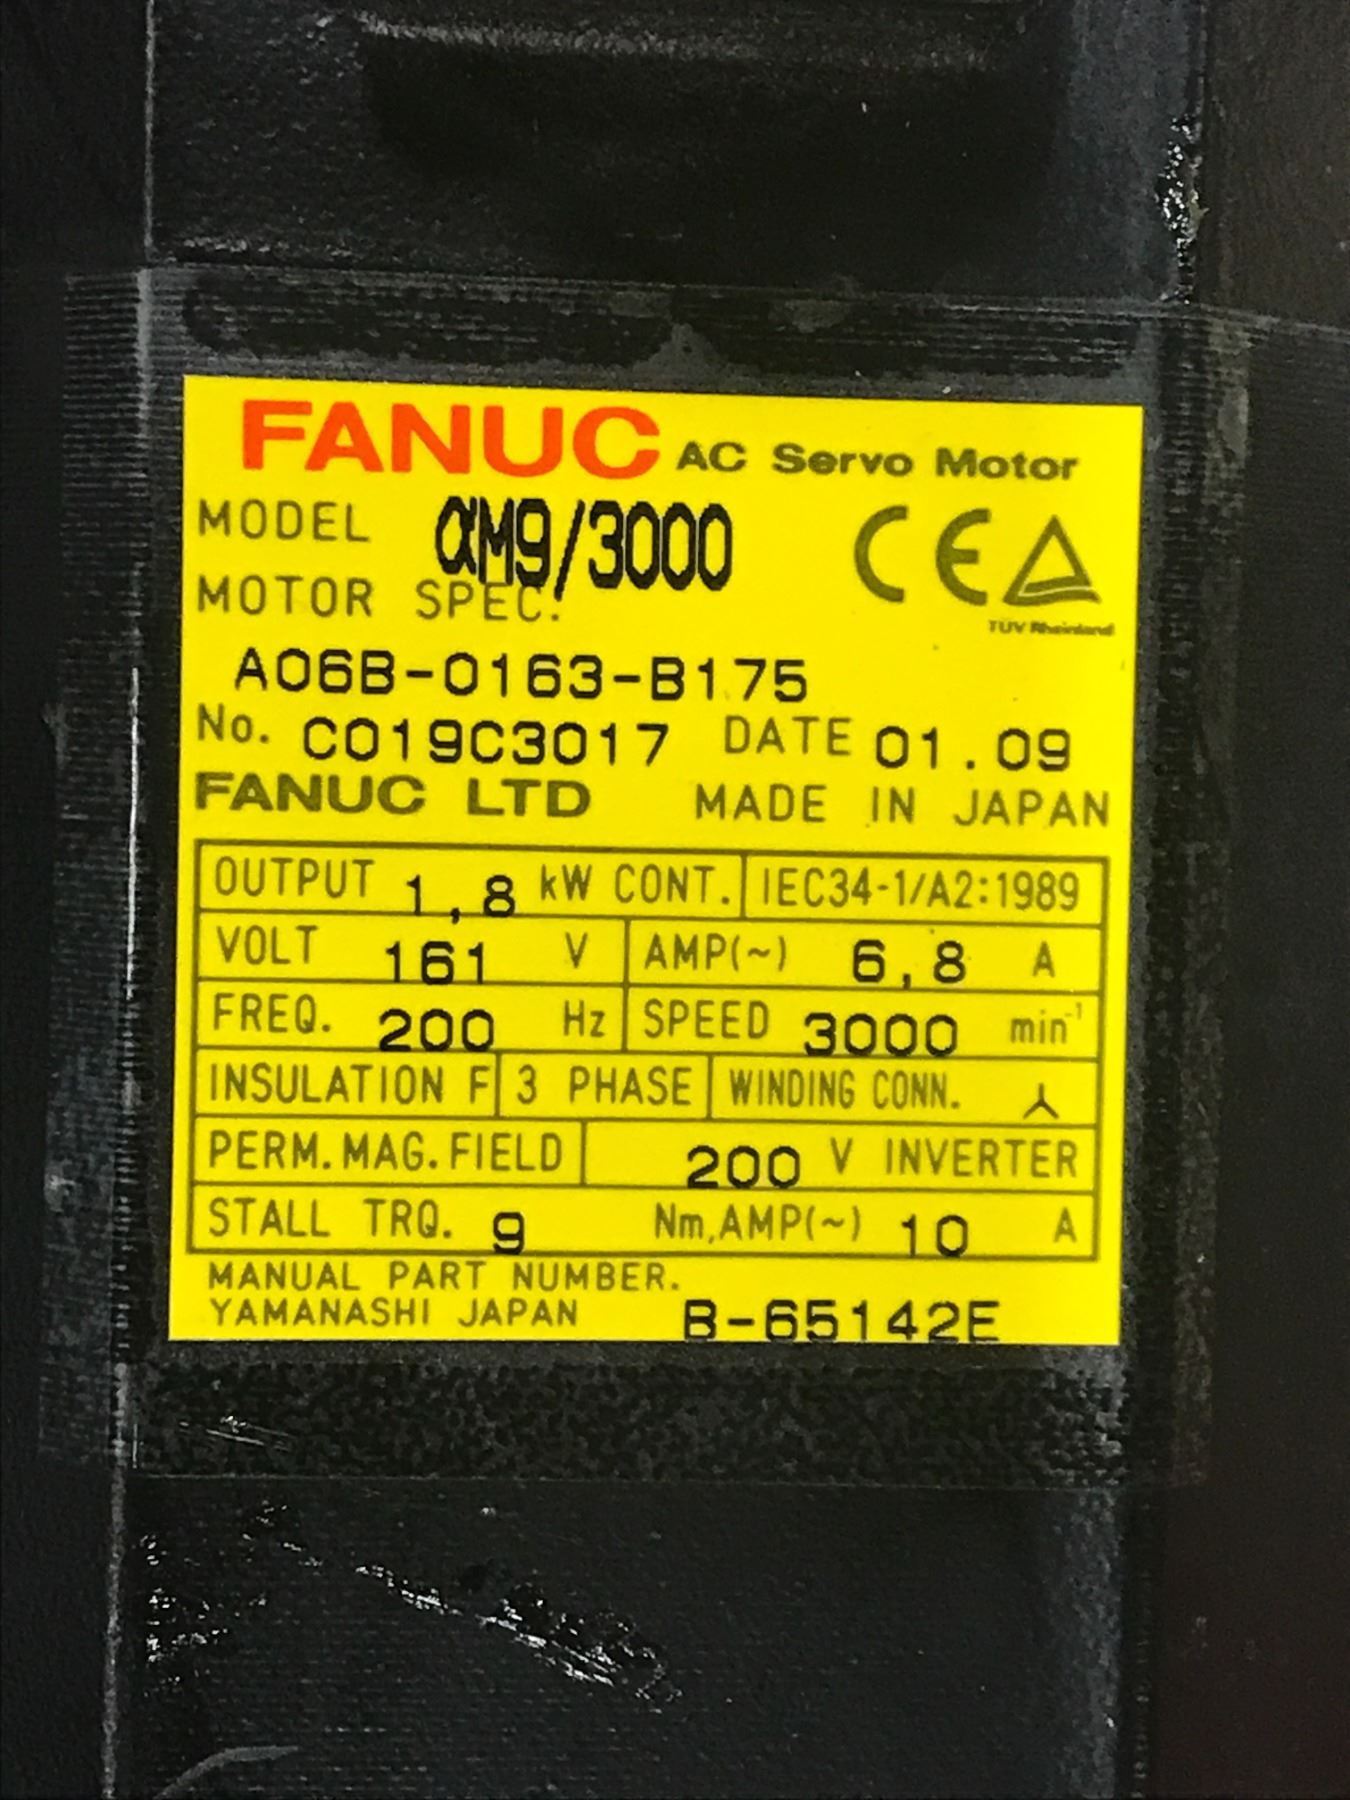 FANUC AC Servo Motor
MODEL αM9/3000
CE
TÜV Rheinland
MOTOR SPEC.
A06B-0163-B175
No. C019C3017 DATE 01.09
FANUC LTD MADE IN JAPAN
OUTPUT 1,8 kW CONT. IEC34-1/A2:1989
VOLT 161 V AMP(~) 6,8 A
FREQ. 200 Hz SPEED 3000 min⁻¹
INSULATION F 3 PHASE WINDING CONN.
PERM.MAG.FIELD 200 V INVERTER
STALL TRQ. 9 Nm,AMP(~) 10 A
MANUAL PART NUMBER.
YAMANASHI JAPAN B-65142E